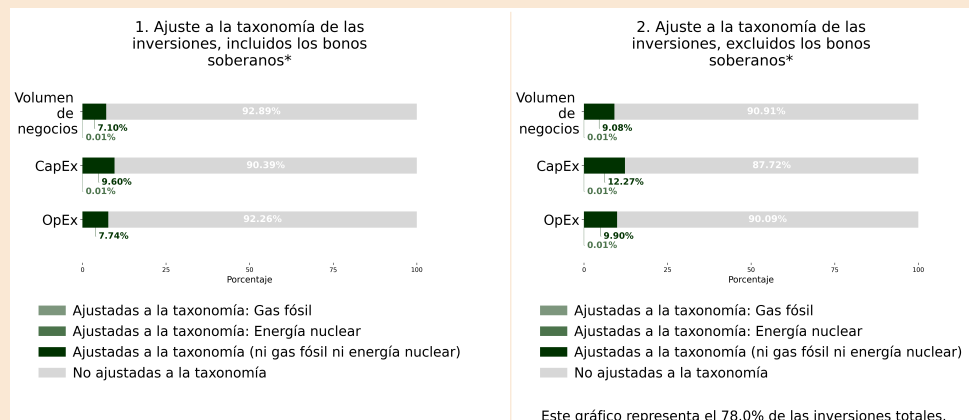 1. Ajuste a la taxonomía de las
inversiones, incluidos los bonos
soberanos*
Volumen
de
negocios
92.89%
7.10%
0.01%
CapEx
90.39%
9.60%
0.01%
OpEx
92.26%
7.74%
0
25
50
75
100
Porcentaje
Ajustadas a la taxonomía: Gas fósil
Ajustadas a la taxonomía: Energía nuclear
Ajustadas a la taxonomía (ni gas fósil ni energía nuclear)
No ajustadas a la taxonomía
2. Ajuste a la taxonomía de las
inversiones, excluidos los bonos
soberanos*
Volumen
de
negocios
90.91%
9.08%
0.01%
CapEx
87.72%
12.27%
0.01%
OpEx
90.09%
9.90%
0.01%
0
25
50
75
100
Porcentaje
Ajustadas a la taxonomía: Gas fósil
Ajustadas a la taxonomía: Energía nuclear
Ajustadas a la taxonomía (ni gas fósil ni energía nuclear)
No ajustadas a la taxonomía
Este gráfico representa el 78.0% de las inversiones totales.